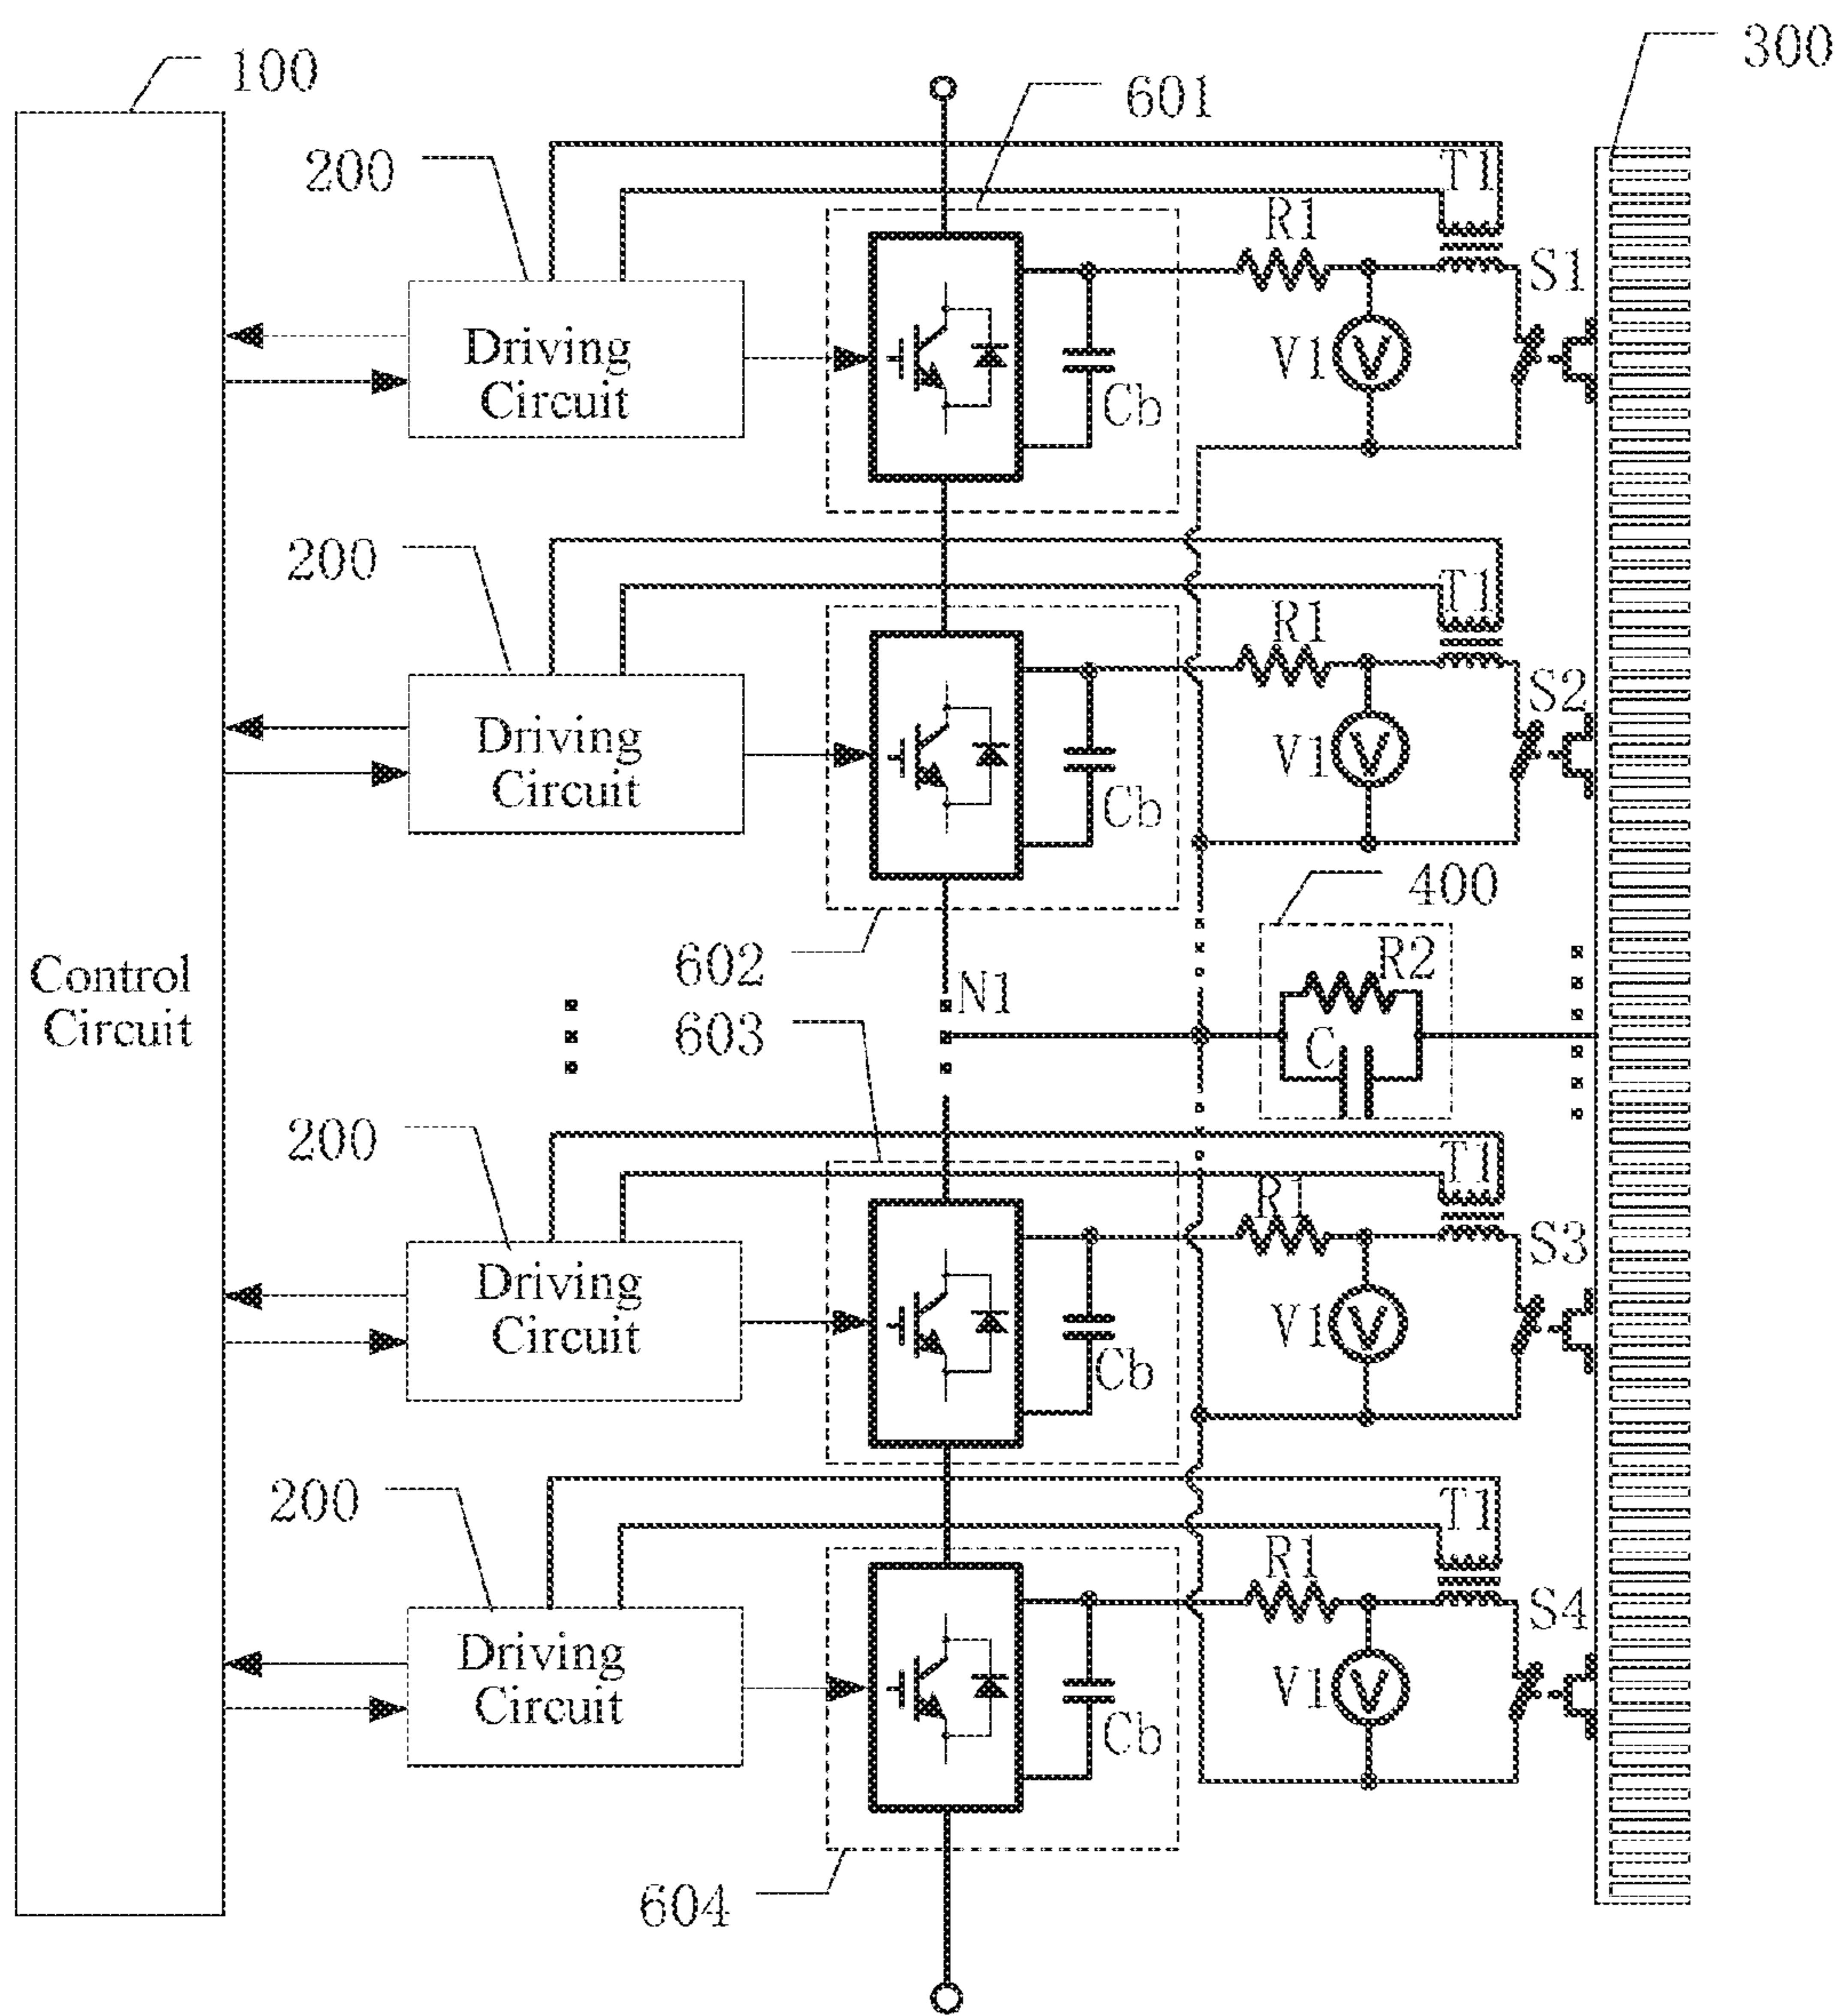 100
300
601
200
T1
R1
S1
Driving
Circuit
V1
V
Cb
200
T1
R1
S2
Driving
Circuit
V1
V
Cb
400
602
R2
Control
Circuit
N1
603
C
200
T1
R1
S3
Driving
Circuit
V1
V
Cb
200
T1
R1
S4
Driving
Circuit
V1
V
Cb
604